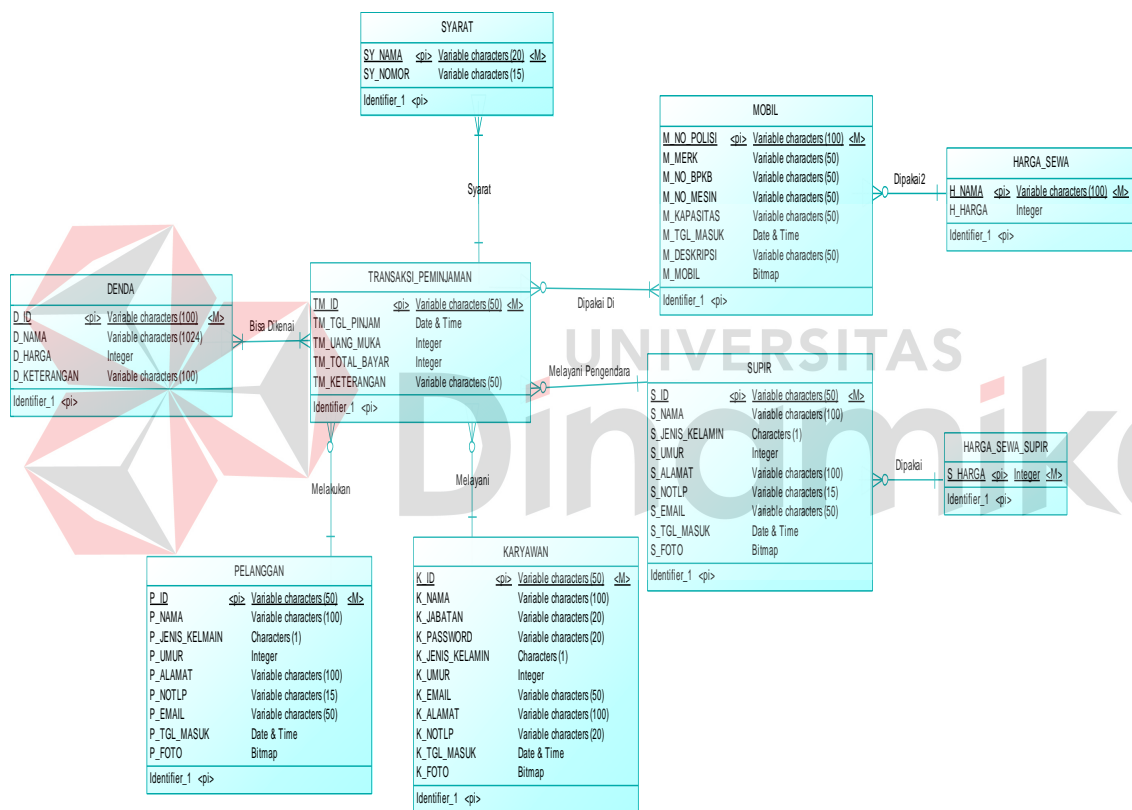 SYARAT
SY_NAMA <pi> Variable characters (20) <M>
SY_NOMOR Variable characters (15)
Identifier_1 <pi>
Syarat
MOBIL
M_NO_POLISI <pi> Variable characters (100) <M>
M_MERK Variable characters (50)
M_NO_BPKB Variable characters (50)
M_NO_MESIN Variable characters (50)
M_KAPASITAS Variable characters (50)
M_TGL_MASUK Date & Time
M_DESKRIPSI Variable characters (50)
M_MOBIL Bitmap
Identifier_1 <pi>
Dipakai2
HARGA_SEWA
H_NAMA <pi> Variable characters (100) <M>
H_HARGA Integer
Identifier_1 <pi>
DENDA
D_ID <pi> Variable characters (100) <M>
D_NAMA Variable characters (1024)
D_HARGA Integer
D_KETERANGAN Variable characters (100)
Identifier_1 <pi>
Bisa Dikenai
TRANSAKSI_PEMINJAMAN
TM_ID <pi> Variable characters (50) <M>
TM_TGL_PINJAM Date & Time
TM_UANG_MUKA Integer
TM_TOTAL_BAYAR Integer
TM_KETERANGAN Variable characters (50)
Identifier_1 <pi>
Dipakai Di
UNIVERSITAS
Dinamika
Melayani Pengendara
SUPIR
S_ID <pi> Variable characters (50) <M>
S_NAMA Variable characters (100)
S_JENIS_KELAMIN Characters (1)
S_UMUR Integer
S_ALAMAT Variable characters (100)
S_NOTLP Variable characters (15)
S_EMAIL Variable characters (50)
S_TGL_MASUK Date & Time
S_FOTO Bitmap
Identifier_1 <pi>
Dipakai
HARGA_SEWA_SUPIR
S_HARGA <pi> Integer <M>
Identifier_1 <pi>
Melakukan
Melayani
PELANGGAN
P_ID <pi> Variable characters (50) <M>
P_NAMA Variable characters (100)
P_JENIS_KELMAIN Characters (1)
P_UMUR Integer
P_ALAMAT Variable characters (100)
P_NOTLP Variable characters (15)
P_EMAIL Variable characters (50)
P_TGL_MASUK Date & Time
P_FOTO Bitmap
Identifier_1 <pi>
KARYAWAN
K_ID <pi> Variable characters (50) <M>
K_NAMA Variable characters (100)
K_JABATAN Variable characters (20)
K_PASSWORD Variable characters (20)
K_JENIS_KELAMIN Characters (1)
K_UMUR Integer
K_EMAIL Variable characters (50)
K_ALAMAT Variable characters (100)
K_NOTLP Variable characters (20)
K_TGL_MASUK Date & Time
K_FOTO Bitmap
Identifier_1 <pi>